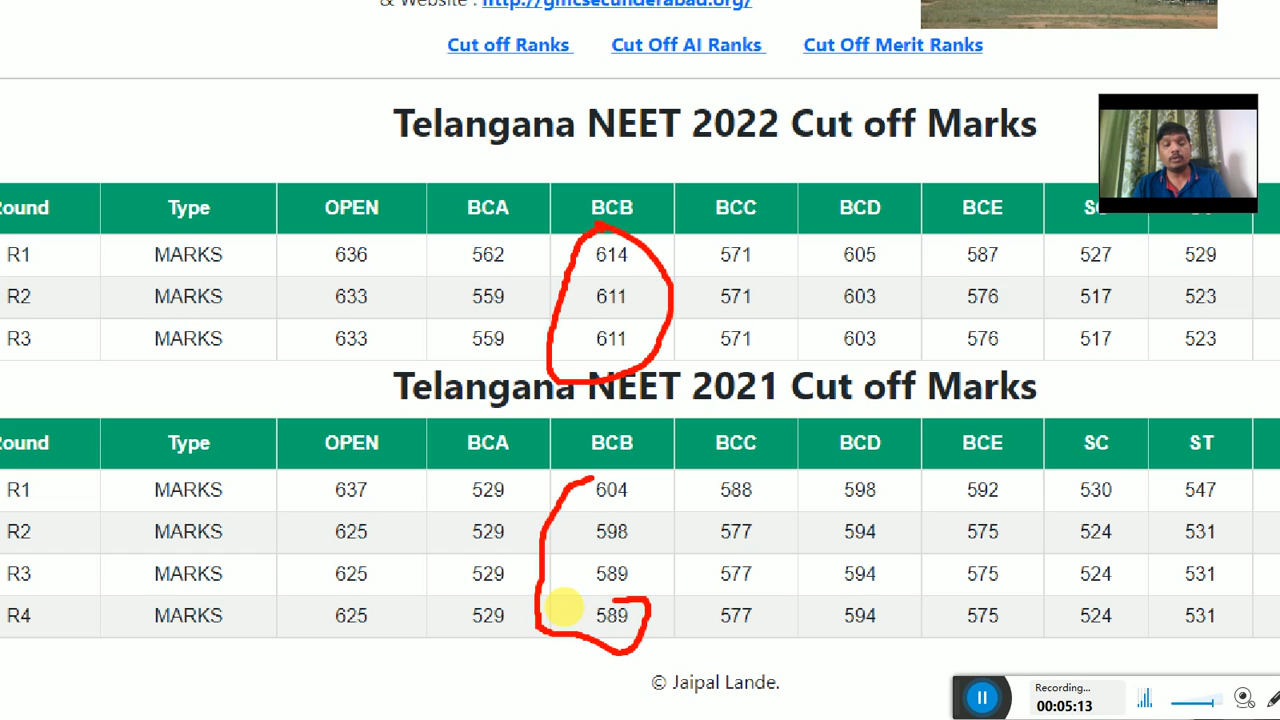 & Website : http://gmcsecunderabad.org/
Cut off Ranks Cut Off AI Ranks Cut Off Merit Ranks
Telangana NEET 2022 Cut off Marks
Round Type OPEN BCA BCB BCC BCD BCE SC ST
R1 MARKS 636 562 614 571 605 587 527 529
R2 MARKS 633 559 611 571 603 576 517 523
R3 MARKS 633 559 611 571 603 576 517 523
Telangana NEET 2021 Cut off Marks
Round Type OPEN BCA BCB BCC BCD BCE SC ST
R1 MARKS 637 529 604 588 598 592 530 547
R2 MARKS 625 529 598 577 594 575 524 531
R3 MARKS 625 529 589 577 594 575 524 531
R4 MARKS 625 529 589 577 594 575 524 531
© Jaipal Lande.
Recording...
00:05:13